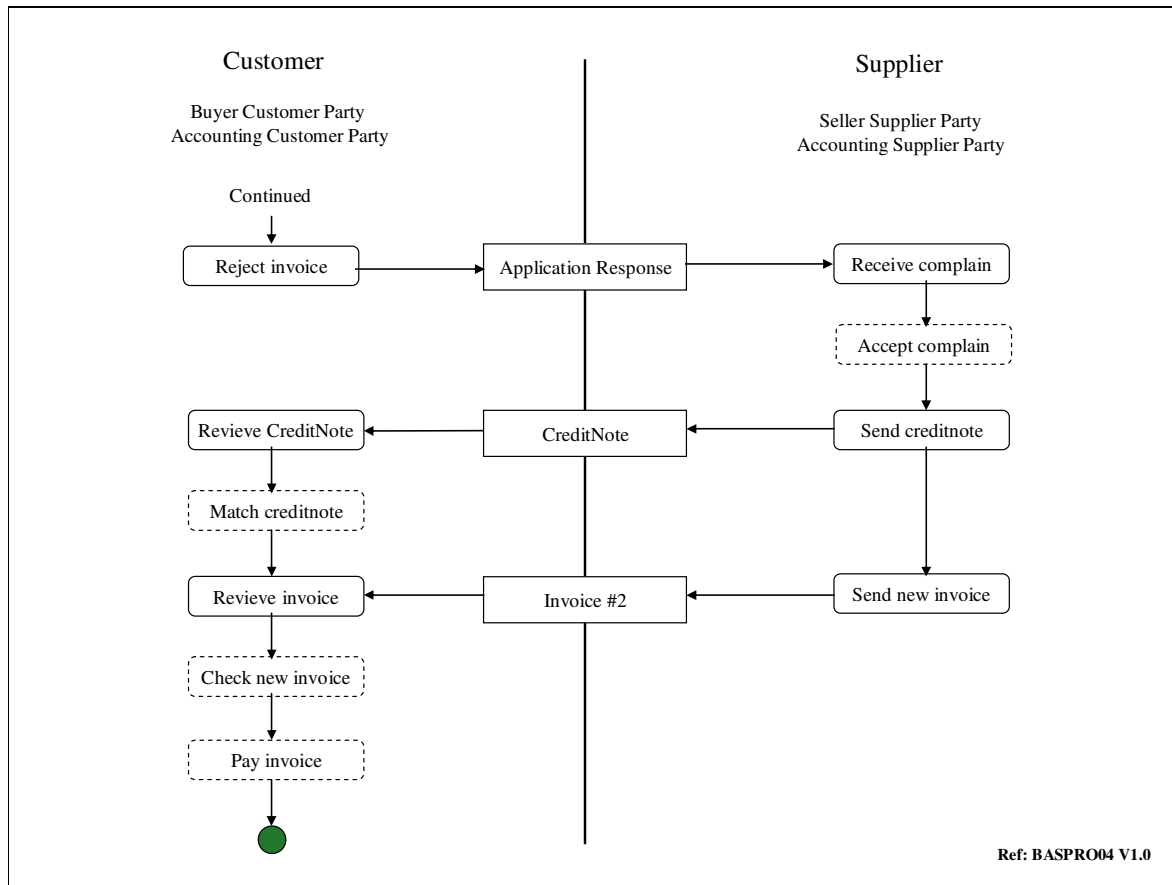 Customer
Supplier
Buyer Customer Party
Accounting Customer Party
Seller Supplier Party
Accounting Supplier Party
Continued
Reject invoice
Application Response
Receive complain
Accept complain
Revieve CreditNote
CreditNote
Send creditnote
Match creditnote
Revieve invoice
Invoice #2
Send new invoice
Check new invoice
Pay invoice
Ref: BASPRO04 V1.0